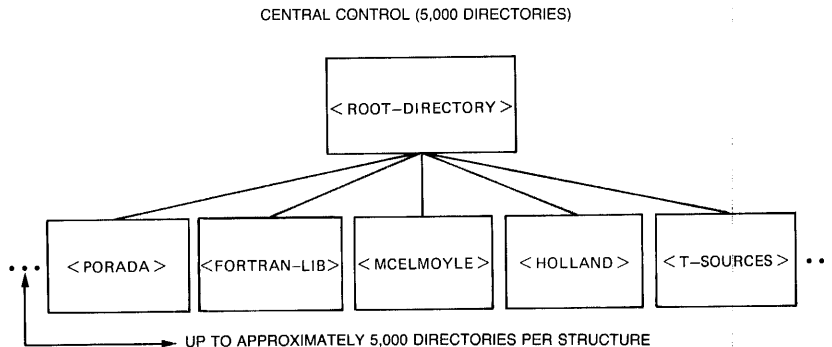 CENTRAL CONTROL (5,000 DIRECTORIES)
<ROOT-DIRECTORY>
••• <PORADA> <FORTRAN-LIB> <MCELMOYLE> <HOLLAND> <T-SOURCES> ••
UP TO APPROXIMATELY 5,000 DIRECTORIES PER STRUCTURE